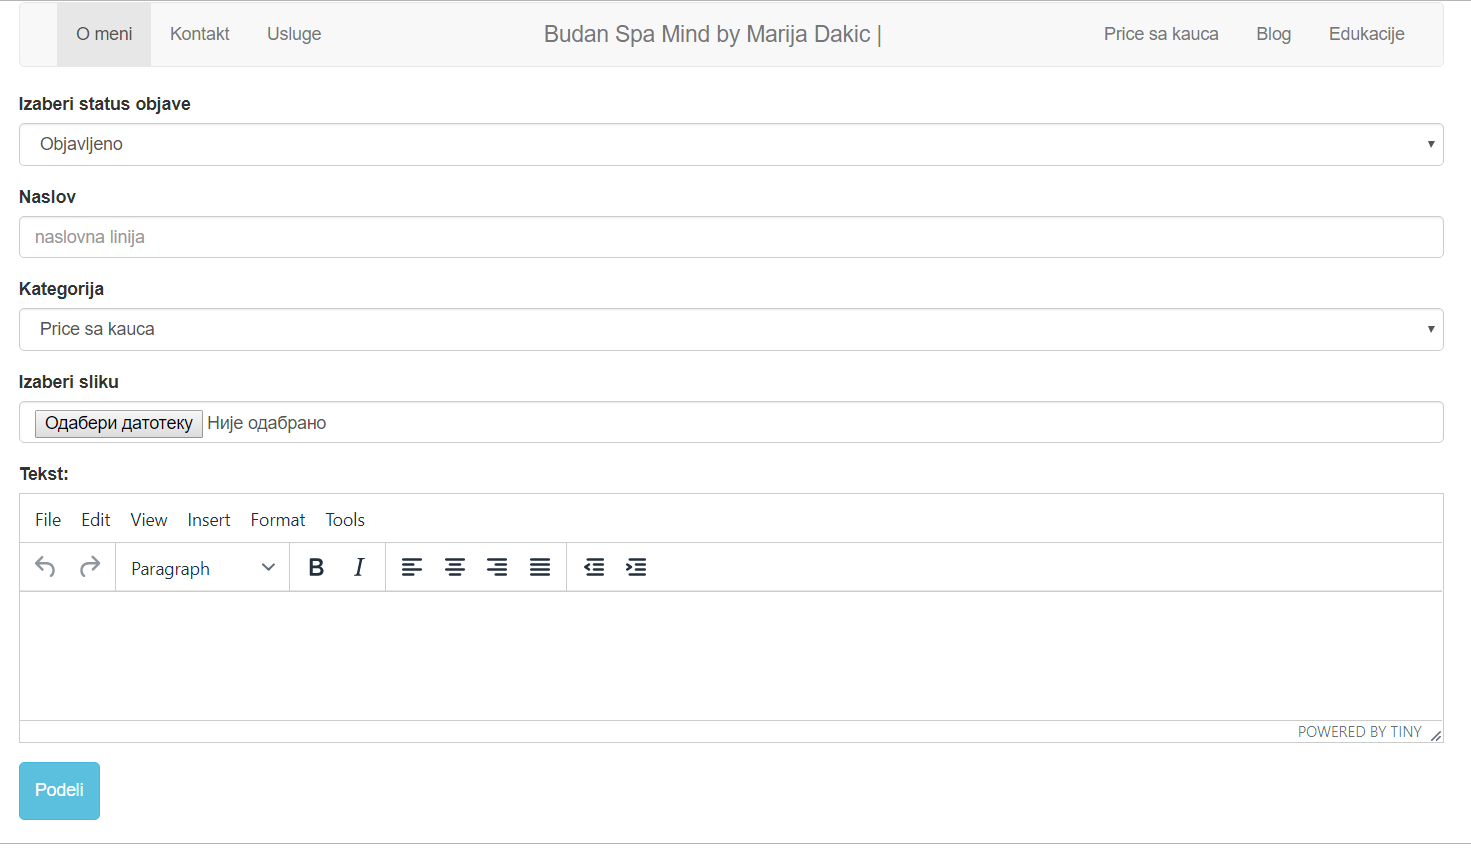 O meni Kontakt Usluge Budan Spa Mind by Marija Dakic | Price sa kauca Blog Edukacije
Izaberi status objave
Objavljeno
Naslov
naslovna linija
Kategorija
Price sa kauca
Izaberi sliku
Одабери датотеку Није одабрано
Tekst:
File Edit View Insert Format Tools
Paragraph B I
POWERED BY TINY
Podeli